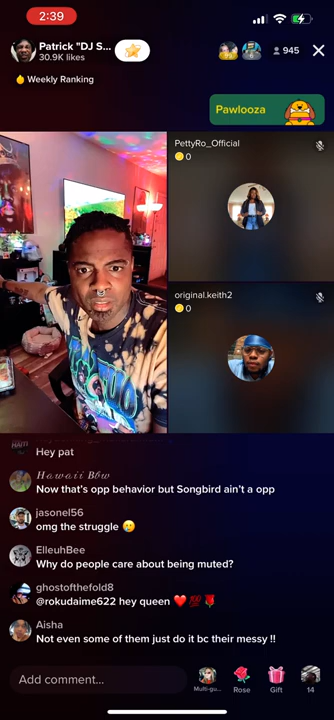 2:39
Patrick "DJ S...
30.9K likes
945
Weekly Ranking
Pawlooza
PettyRo_Official
0
original.keith2
0
Hey pat
Hawaii Bbw
Now that's opp behavior but Songbird ain't a opp
jasonel56
omg the struggle 🥲
ElleuhBee
Why do people care about being muted?
ghostofthefold8
@rokudaime622 hey queen ❤️💯🌹
Aisha
Not even some of them just do it bc their messy !!
Add comment...
Multi-gu...
Rose
Gift
14